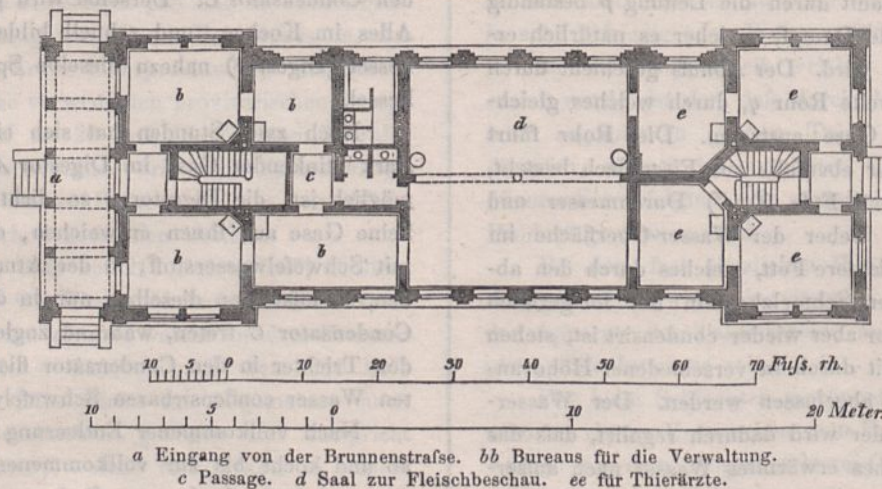 b l e e
d
a c
b b e e
10 5 0 10 20 30 40 50 60 70 Fuſs. rh.
10 5 0 10 20 Meter.
a Eingang von der Brunnenstraſse. bb Bureaus für die Verwaltung.
c Passage. d Saal zur Fleischbeschau. ee für Thierärzte.